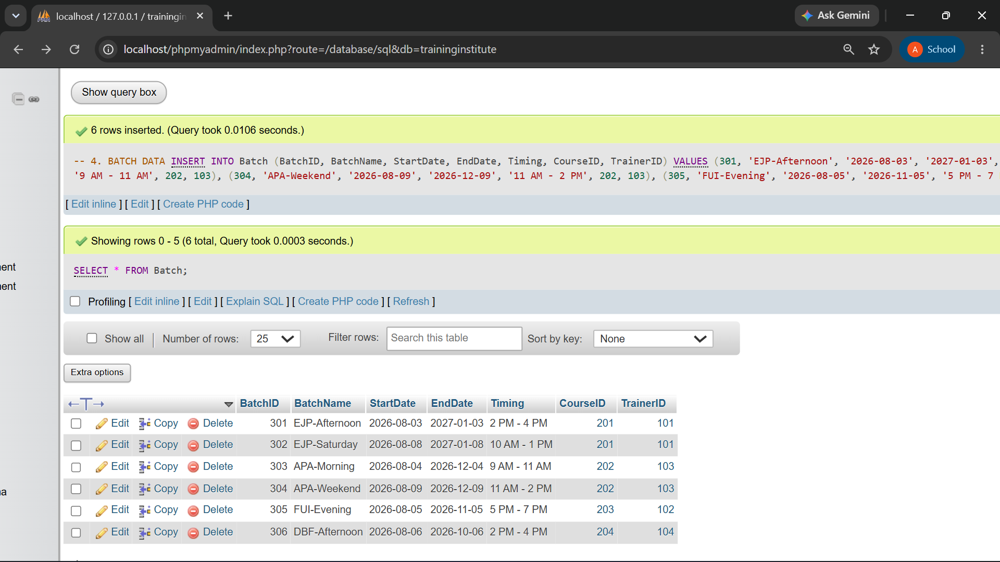 localhost / 127.0.0.1 / trainingin
Ask Gemini
localhost/phpmyadmin/index.php?route=/database/sql&db=traininginstitute
A School
Show query box
6 rows inserted. (Query took 0.0106 seconds.)
-- 4. BATCH DATA INSERT INTO Batch (BatchID, BatchName, StartDate, EndDate, Timing, CourseID, TrainerID) VALUES (301, 'EJP-Afternoon', '2026-08-03', '2027-01-03',
'9 AM - 11 AM', 202, 103), (304, 'APA-Weekend', '2026-08-09', '2026-12-09', '11 AM - 2 PM', 202, 103), (305, 'FUI-Evening', '2026-08-05', '2026-11-05', '5 PM - 7
[ Edit inline ] [ Edit ] [ Create PHP code ]
Showing rows 0 - 5 (6 total, Query took 0.0003 seconds.)
ent
SELECT * FROM Batch;
ent
Profiling [ Edit inline ] [ Edit ] [ Explain SQL ] [ Create PHP code ] [ Refresh ]
Show all | Number of rows: 25 Filter rows: Search this table Sort by key: None
Extra options
←T→ BatchID BatchName StartDate EndDate Timing CourseID TrainerID
Edit Copy Delete 301 EJP-Afternoon 2026-08-03 2027-01-03 2 PM - 4 PM 201 101
Edit Copy Delete 302 EJP-Saturday 2026-08-08 2027-01-08 10 AM - 1 PM 201 101
Edit Copy Delete 303 APA-Morning 2026-08-04 2026-12-04 9 AM - 11 AM 202 103
Edit Copy Delete 304 APA-Weekend 2026-08-09 2026-12-09 11 AM - 2 PM 202 103
a
Edit Copy Delete 305 FUI-Evening 2026-08-05 2026-11-05 5 PM - 7 PM 203 102
Edit Copy Delete 306 DBF-Afternoon 2026-08-06 2026-10-06 2 PM - 4 PM 204 104